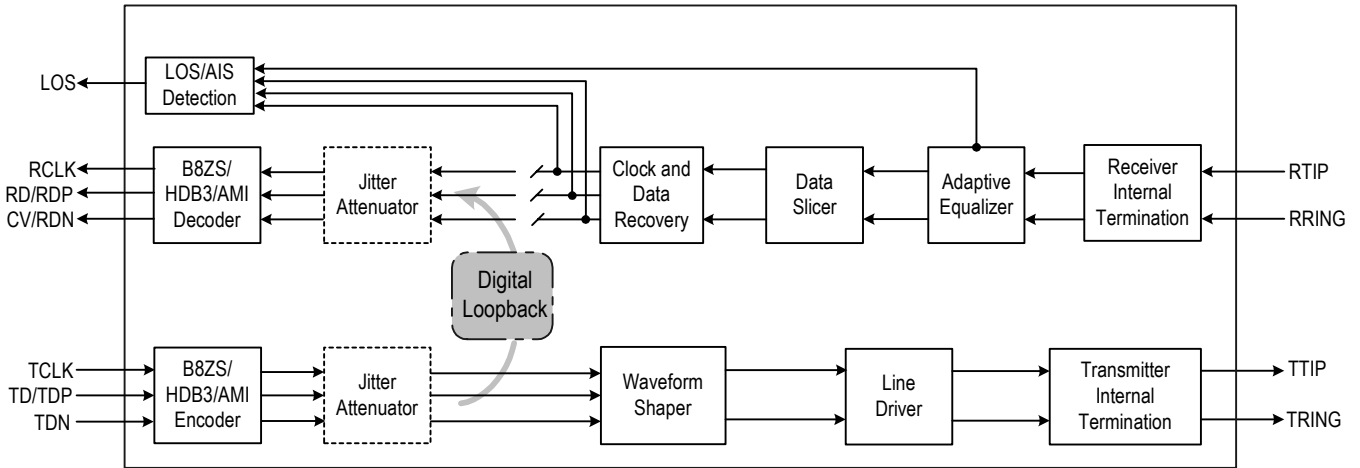 LOS
LOS/AIS
Detection
RCLK
RD/RDP
CV/RDN
B8ZS/
HDB3/AMI
Decoder
Jitter
Attenuator
Clock and
Data
Recovery
Data
Slicer
Adaptive
Equalizer
Receiver
Internal
Termination
RTIP
RRING
Digital
Loopback
TCLK
TD/TDP
TDN
B8ZS/
HDB3/AMI
Encoder
Jitter
Attenuator
Waveform
Shaper
Line
Driver
Transmitter
Internal
Termination
TTIP
TRING